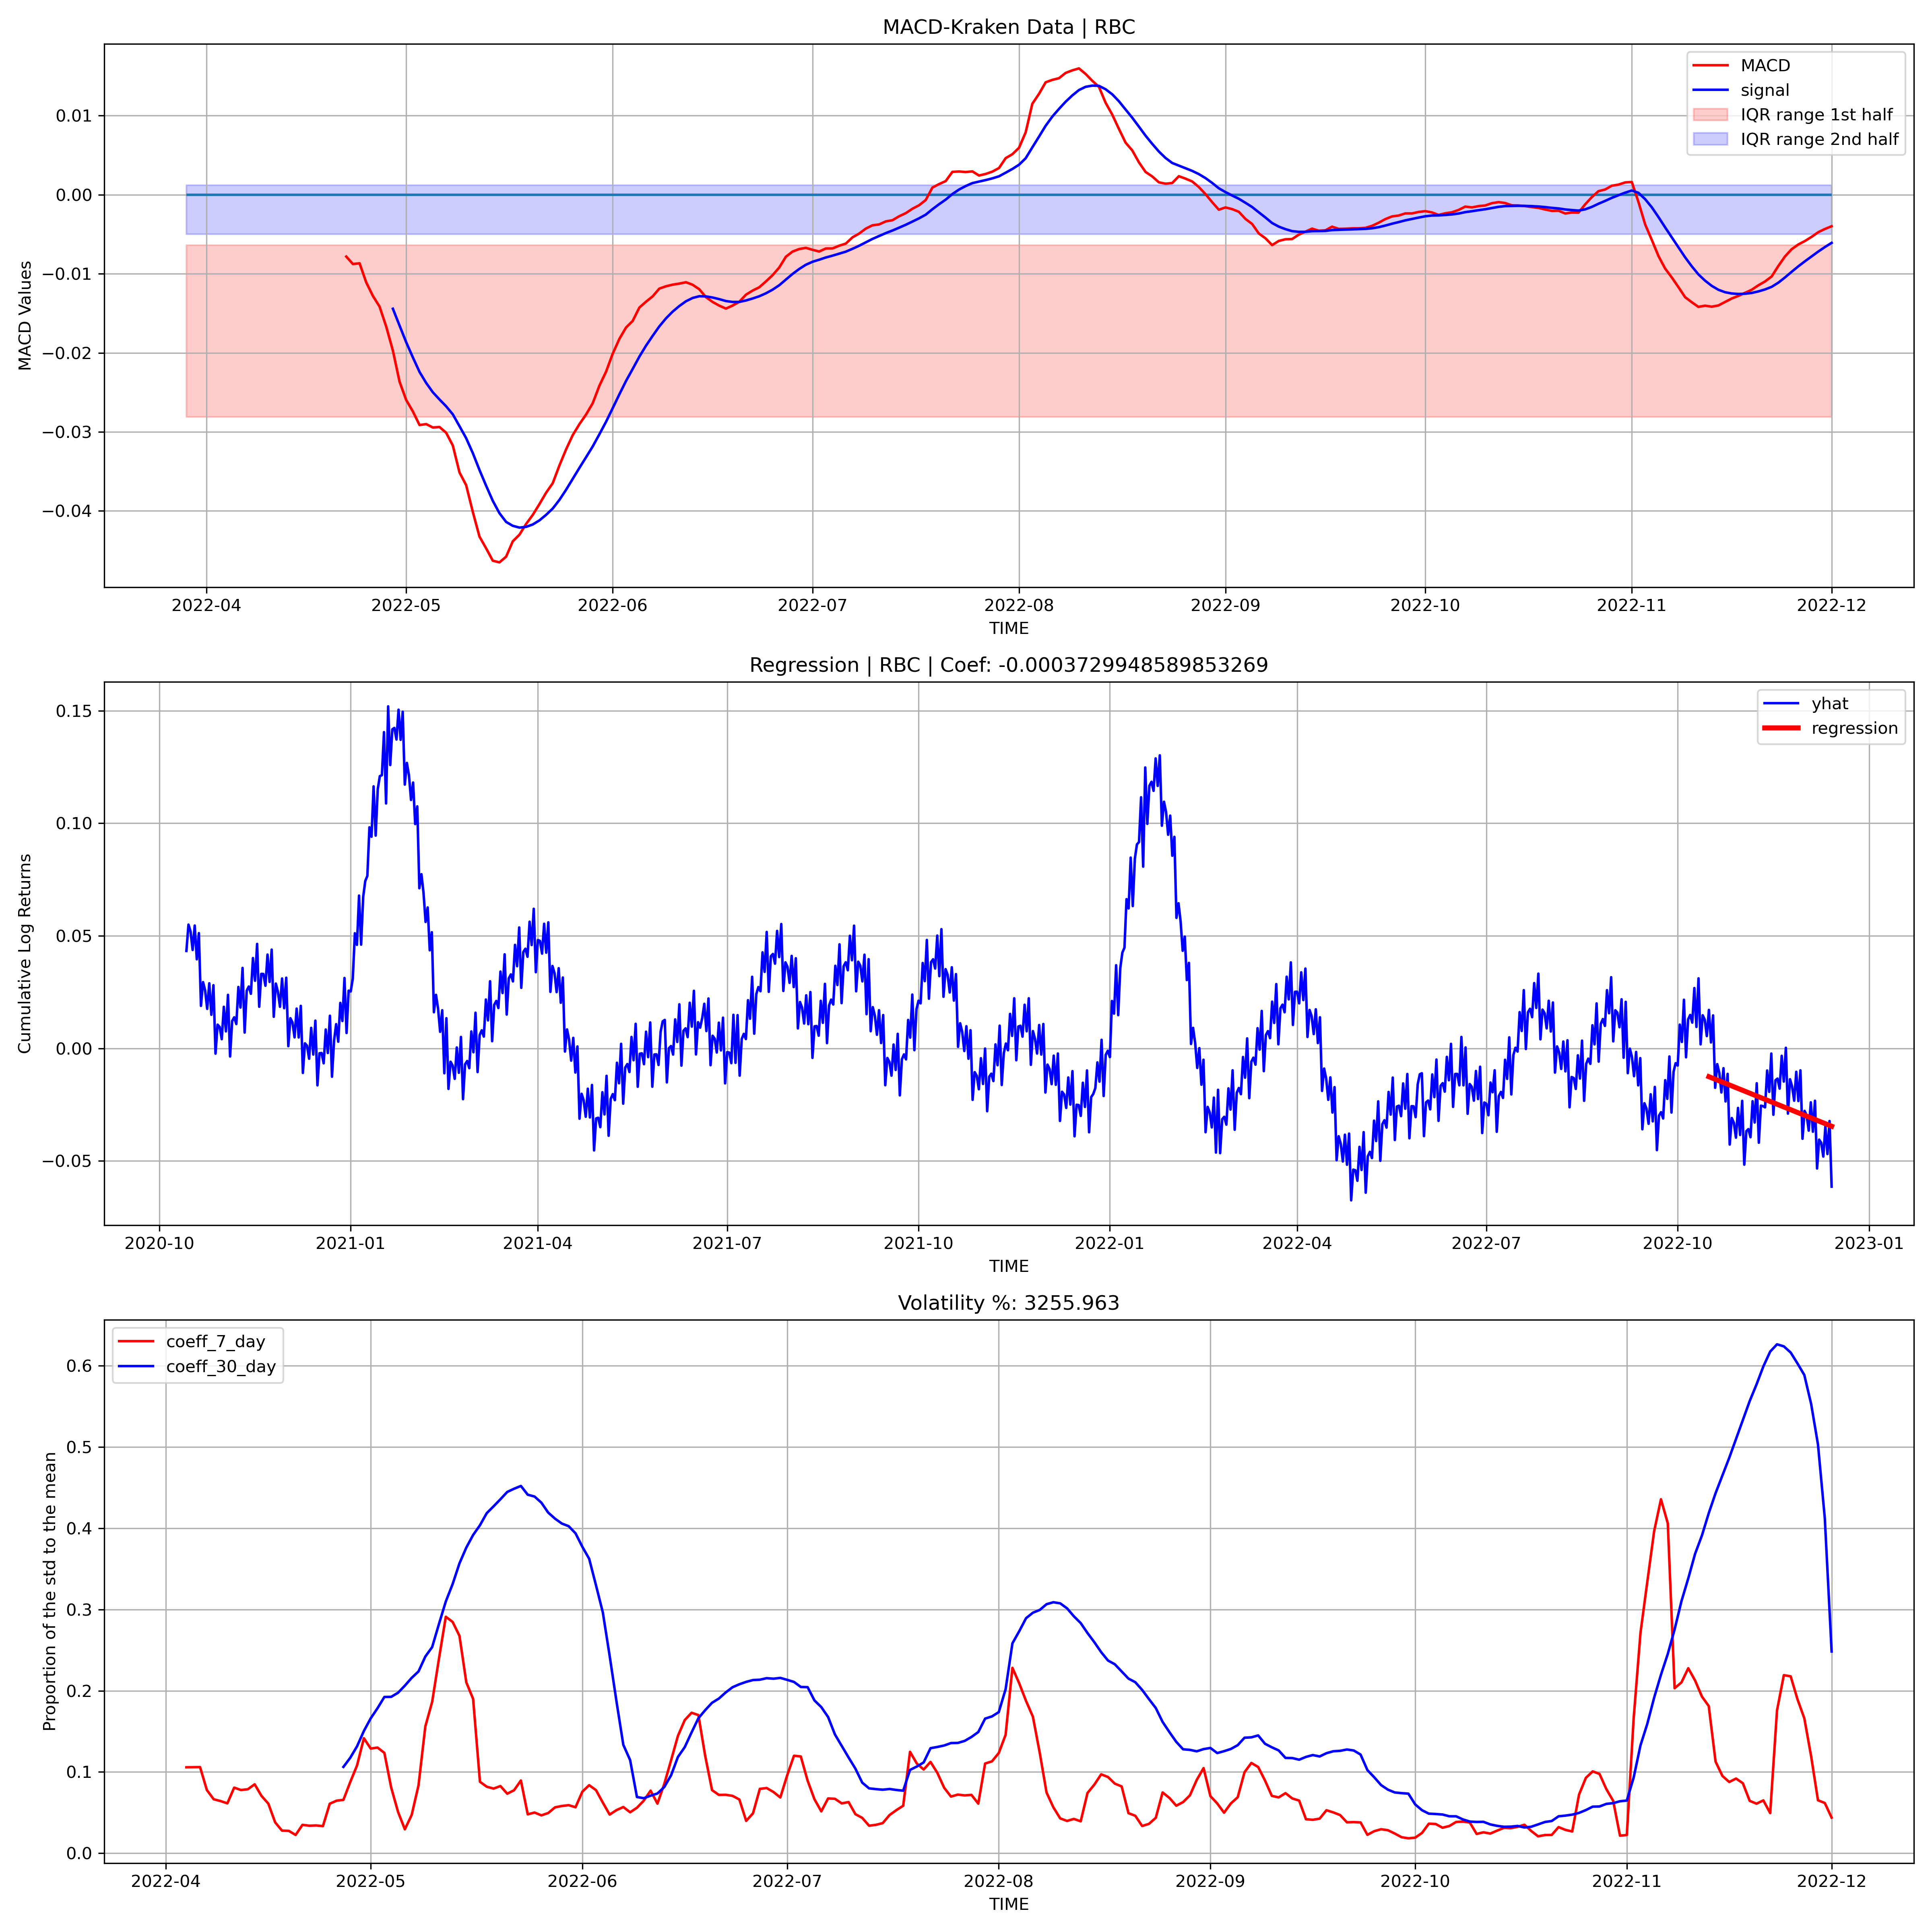 MACD-Kraken Data | RBC
MACD
signal
IQR range 1st half
IQR range 2nd half
MACD Values
0.01
0.00
−0.01
−0.02
−0.03
−0.04
2022-04 2022-05 2022-06 2022-07 2022-08 2022-09 2022-10 2022-11 2022-12
TIME
Regression | RBC | Coef: -0.0003729948589853269
yhat
regression
Cumulative Log Returns
0.15
0.10
0.05
0.00
−0.05
2020-10 2021-01 2021-04 2021-07 2021-10 2022-01 2022-04 2022-07 2022-10 2023-01
TIME
Volatility %: 3255.963
coeff_7_day
coeff_30_day
Proportion of the std to the mean
0.6
0.5
0.4
0.3
0.2
0.1
0.0
2022-04 2022-05 2022-06 2022-07 2022-08 2022-09 2022-10 2022-11 2022-12
TIME